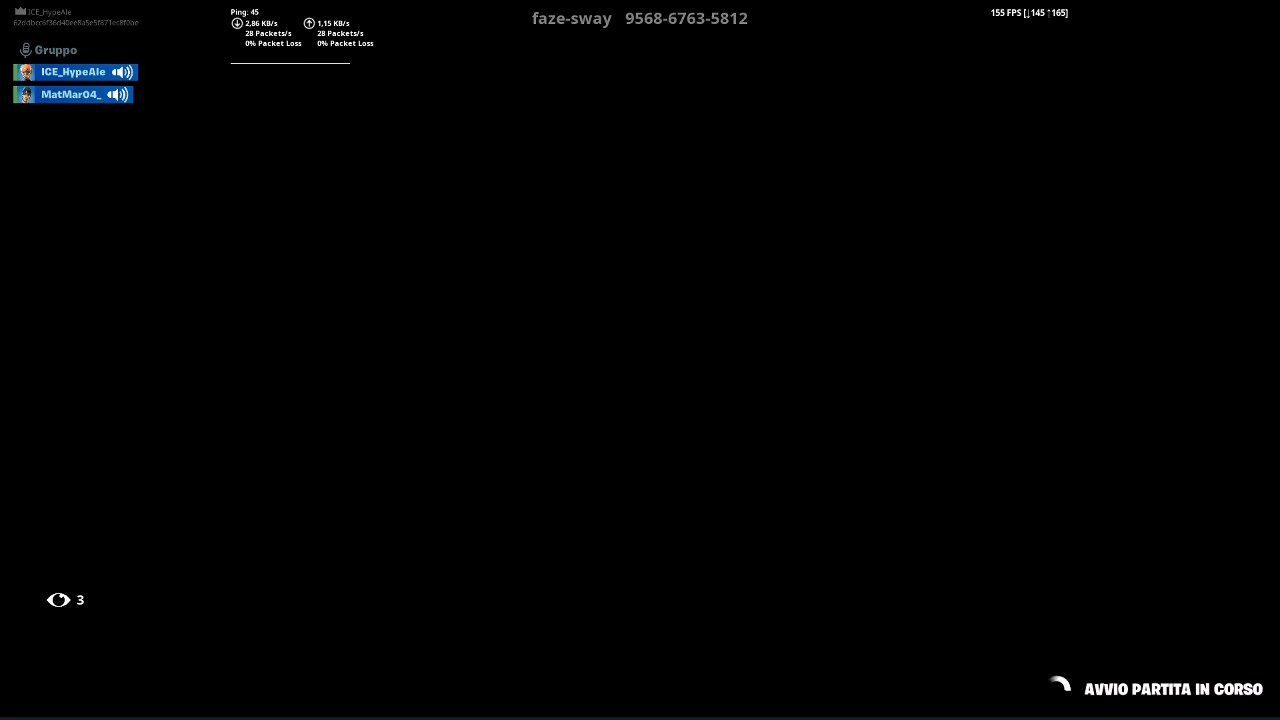 ICE_HypeAle
62ddbcc6f36d40ee8a5e5f871ec8f0be
Gruppo
ICE_HypeAle
MatMar04_
Ping: 45
2,86 KB/s 1,15 KB/s
28 Packets/s 28 Packets/s
0% Packet Loss 0% Packet Loss
faze-sway 9568-6763-5812
155 FPS [↓145 ↑165]
3
AVVIO PARTITA IN CORSO